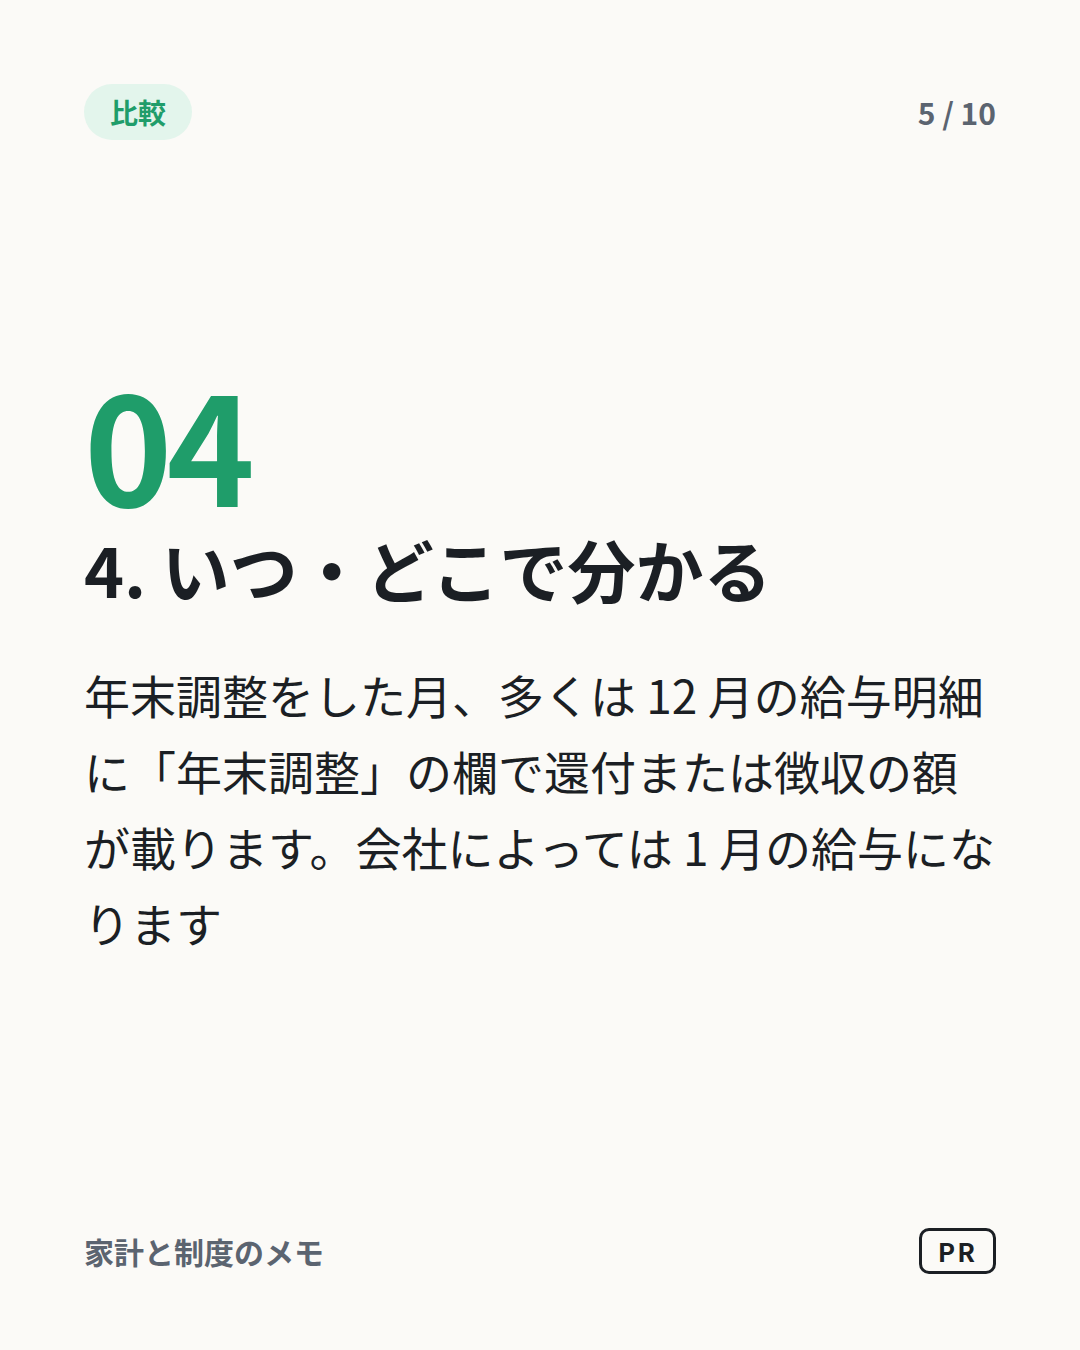 比較
5 / 10
04
4. いつ・どこで分かる
年末調整をした月、多くは 12 月の給与明細
に「年末調整」の欄で還付または徴収の額
が載ります。会社によっては 1 月の給与にな
ります
家計と制度のメモ
PR